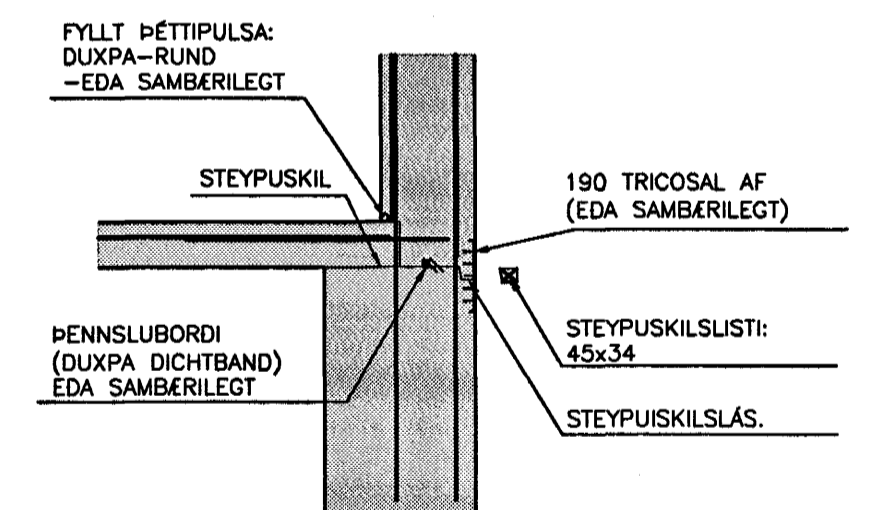 FYLLT ÞÉTTIPULSA:
DUXPA-RUND
-EÐA SAMBÆRILEGT
STEYPUSKIL
190 TRICOSAL AF
(EÐA SAMBÆRILEGT)
ÞENNSLUBORÐI
(DUXPA DICHTBAND)
EÐA SAMBÆRILEGT
STEYPUSKILSLISTI:
45x34
STEYPUISKILSLÁS.